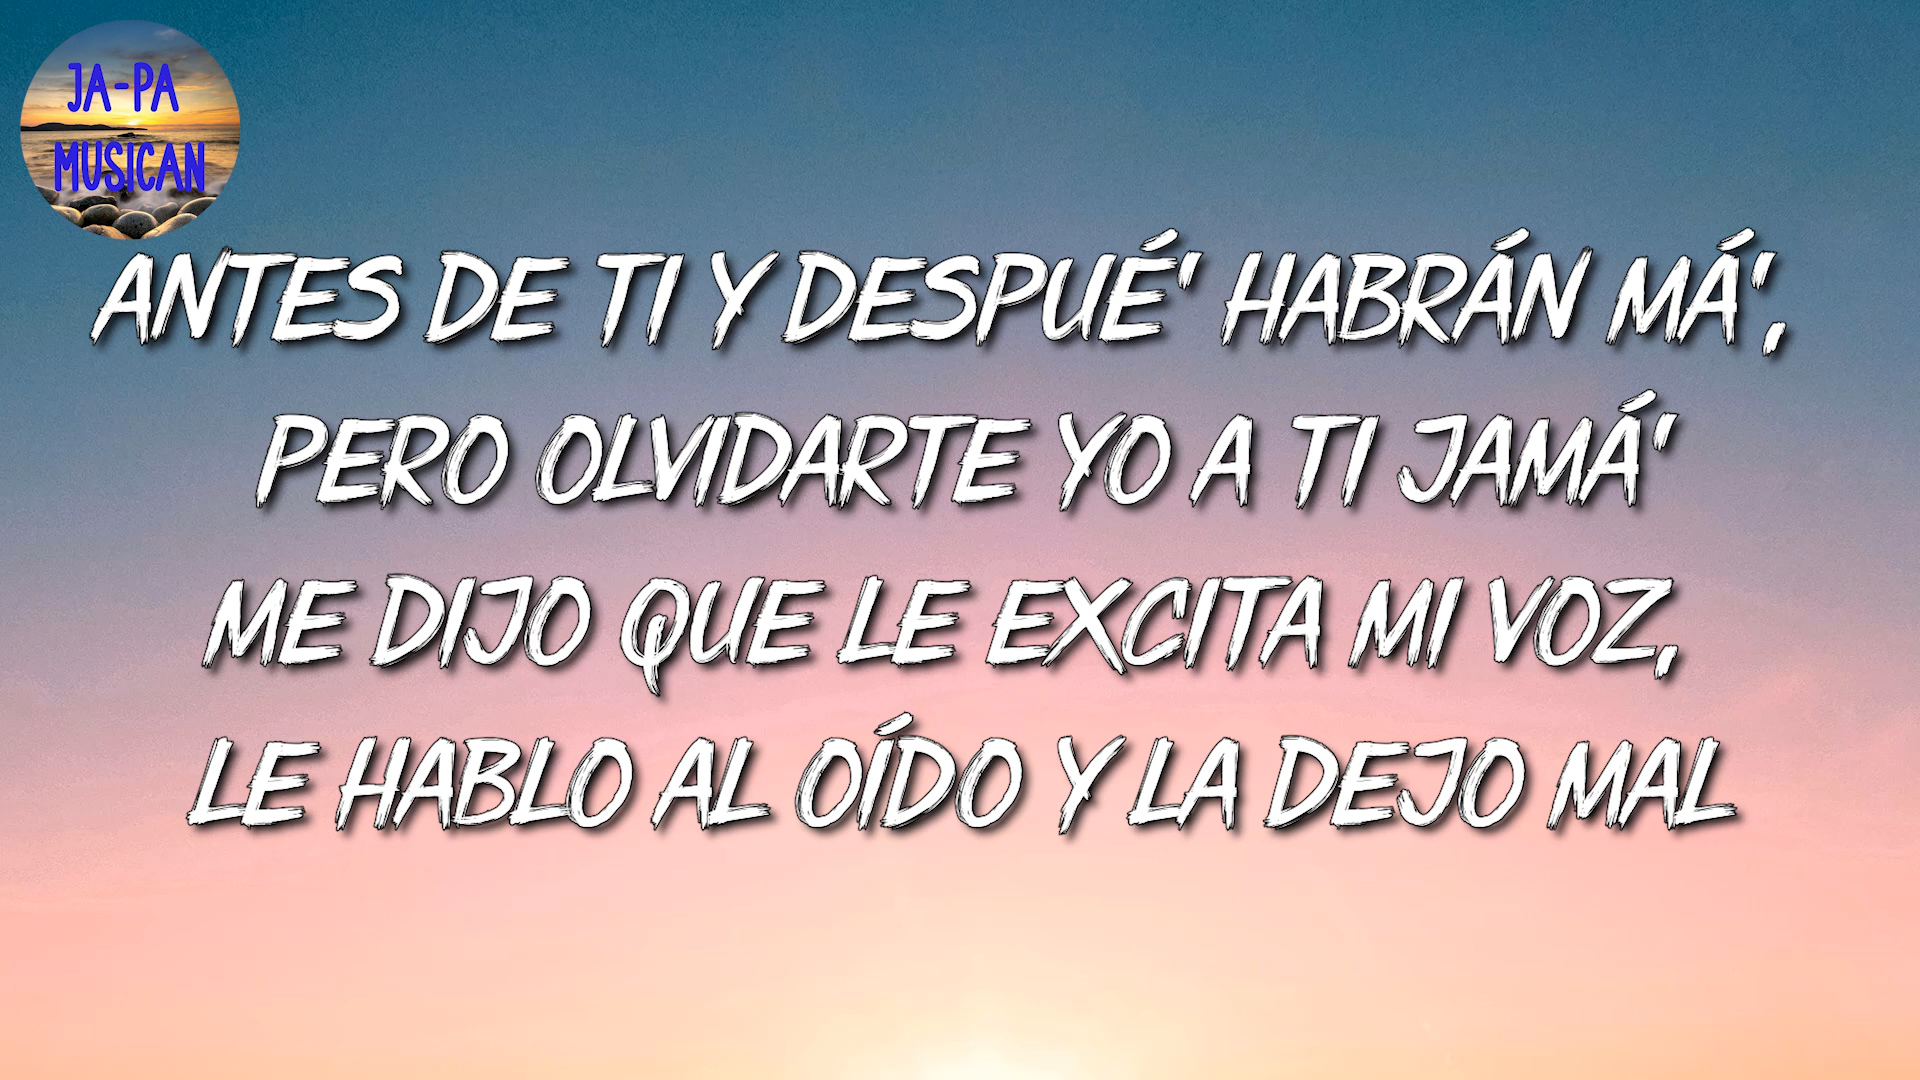 JA-PA
MUSICAN
ANTES DE TI Y DESPUÉ' HABRÁN MÁ',
PERO OLVIDARTE YO A TI JAMÁ'
ME DIJO QUE LE EXCITA MI VOZ,
LE HABLO AL OÍDO Y LA DEJO MAL